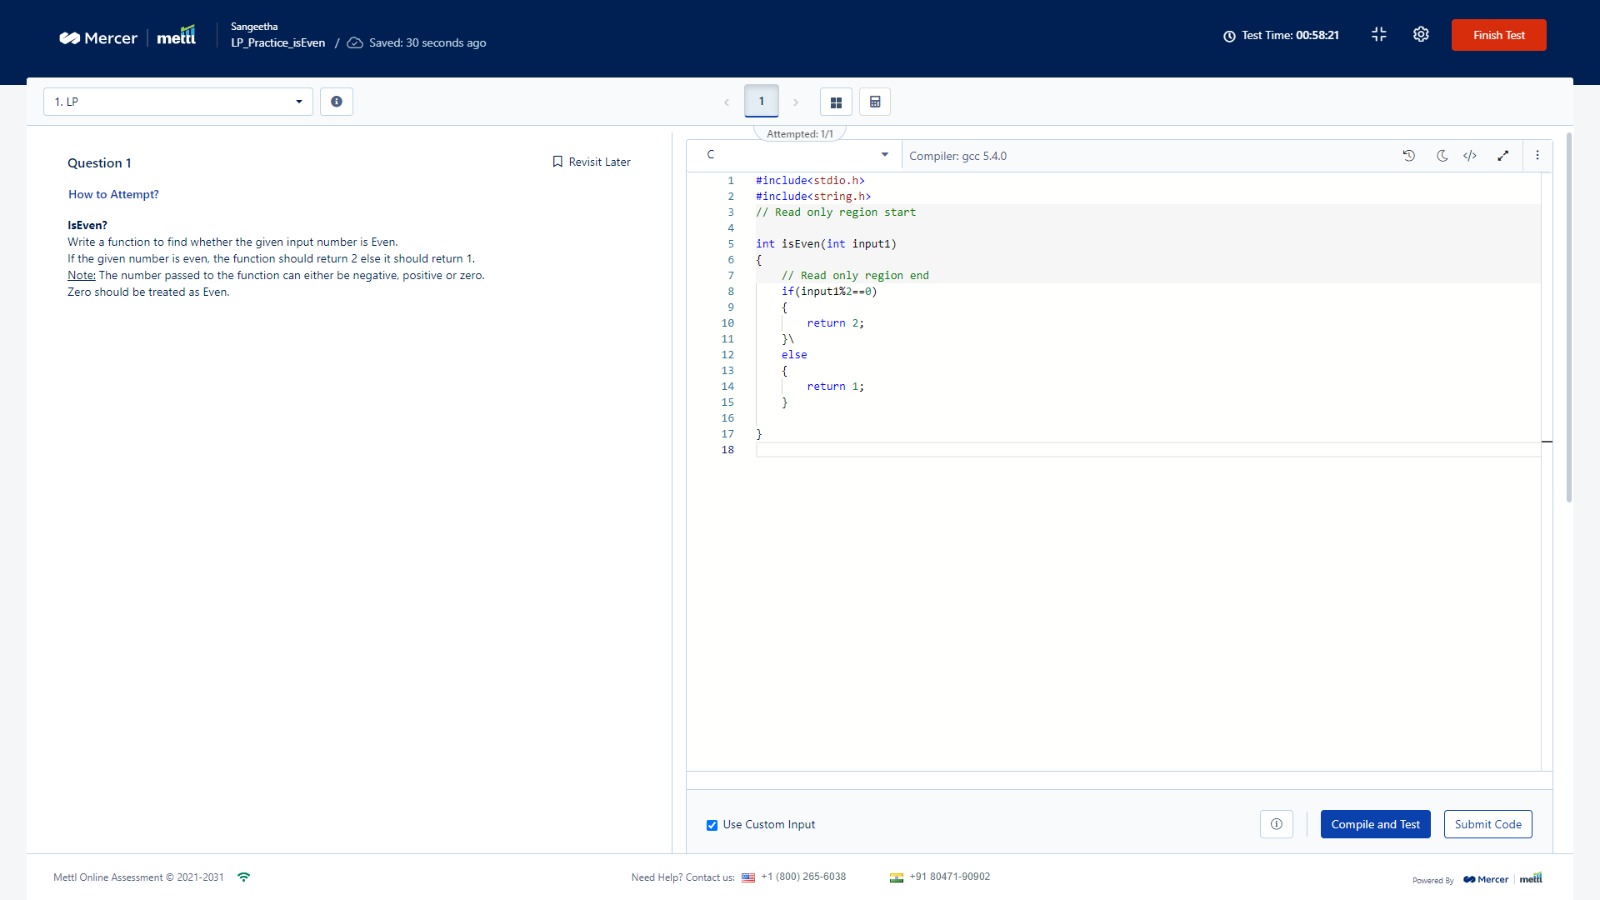 Mercer | mettl
Sangeetha
LP_Practice_isEven / Saved: 30 seconds ago
Test Time: 00:58:21
Finish Test
1. LP
1
Attempted: 1/1
Question 1
Revisit Later
How to Attempt?
IsEven?
Write a function to find whether the given input number is Even.
If the given number is even, the function should return 2 else it should return 1.
Note: The number passed to the function can either be negative, positive or zero.
Zero should be treated as Even.
C
Compiler: gcc 5.4.0
1 #include<stdio.h>
2 #include<string.h>
3 // Read only region start
4
5 int isEven(int input1)
6 {
7 // Read only region end
8 if(input1%2==0)
9 {
10 return 2;
11 }\
12 else
13 {
14 return 1;
15 }
16
17 }
18
Use Custom Input
Compile and Test
Submit Code
Mettl Online Assessment © 2021-2031
Need Help? Contact us: +1 (800) 265-6038
+91 80471-90902
Powered By Mercer | mettl